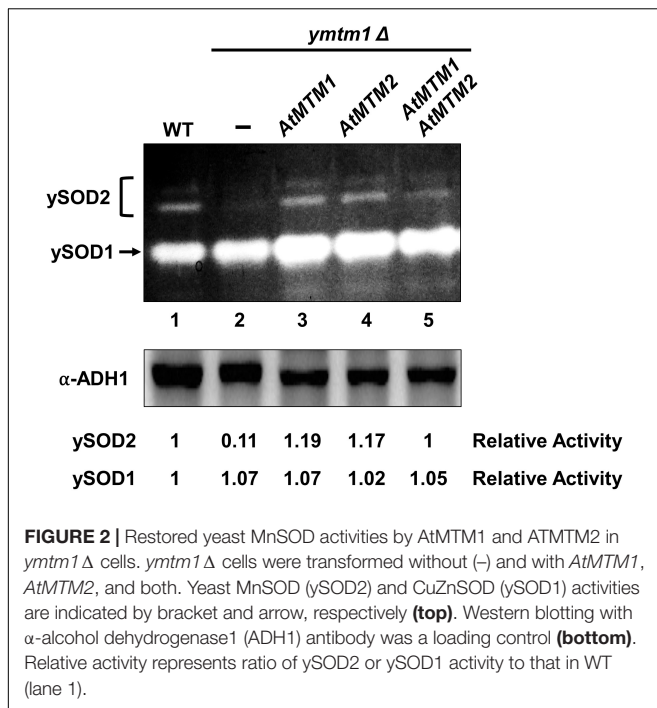 ymtm1 Δ
WT
–
AtMTM1
AtMTM2
AtMTM1
AtMTM2
ySOD2
ySOD1
1 2 3 4 5
α-ADH1
ySOD2 1 0.11 1.19 1.17 1 Relative Activity
ySOD1 1 1.07 1.07 1.02 1.05 Relative Activity
FIGURE 2 | Restored yeast MnSOD activities by AtMTM1 and ATMTM2 in
ymtm1 Δ cells. ymtm1 Δ cells were transformed without (–) and with AtMTM1,
AtMTM2, and both. Yeast MnSOD (ySOD2) and CuZnSOD (ySOD1) activities
are indicated by bracket and arrow, respectively (top). Western blotting with
α-alcohol dehydrogenase1 (ADH1) antibody was a loading control (bottom).
Relative activity represents ratio of ySOD2 or ySOD1 activity to that in WT
(lane 1).